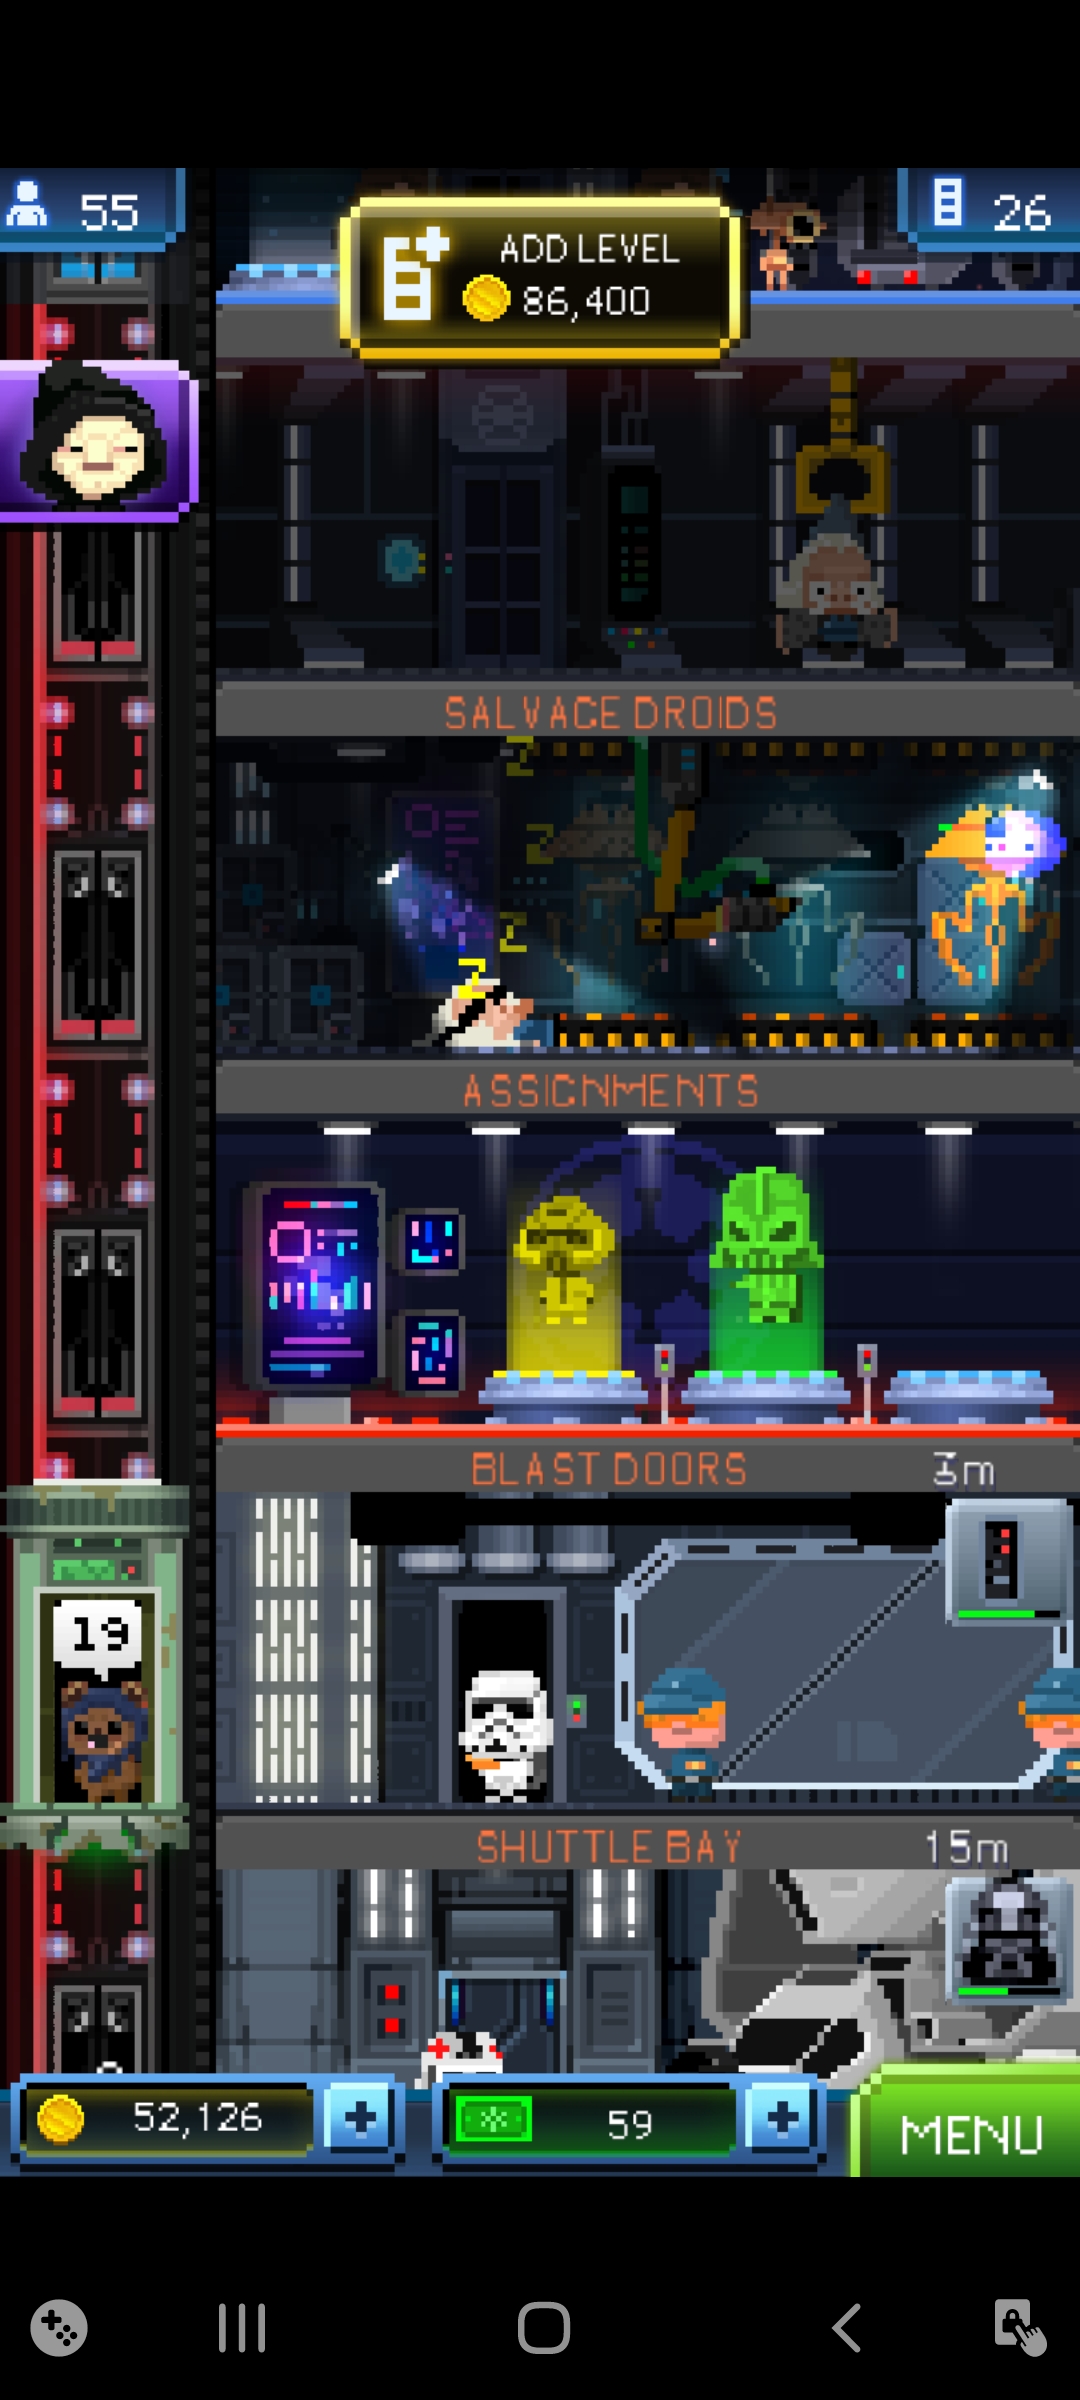 55
26
ADD LEVEL
86,400
SALVAGE DROIDS
Z
Z
Z
Z
ASSIGNMENTS
BLAST DOORS
3m
19
SHUTTLE BAY
15m
52,126
59
MENU